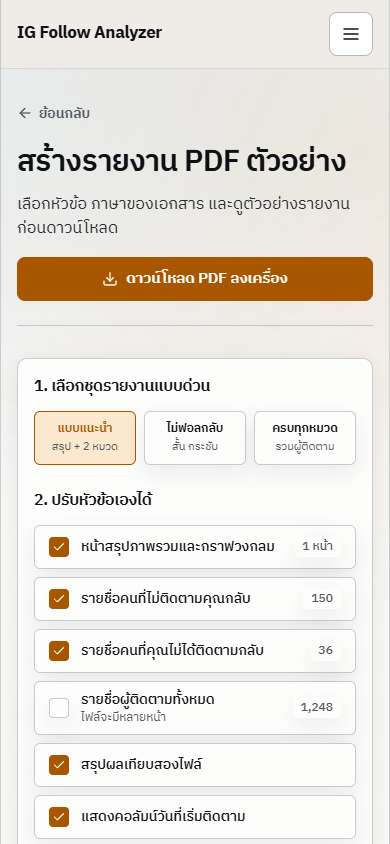 IG Follow Analyzer
ย้อนกลับ
สร้างรายงาน PDF ตัวอย่าง
เลือกหัวข้อ ภาษาของเอกสาร และดูตัวอย่างรายงาน
ก่อนดาวน์โหลด
ดาวน์โหลด PDF ลงเครื่อง
1. เลือกชุดรายงานแบบด่วน
แบบแนะนำ
สรุป + 2 หมวด
ไม่ฟอลกลับ
สั้น กระชับ
ครบทุกหมวด
รวมผู้ติดตาม
2. ปรับหัวข้อเองได้
หน้าสรุปภาพรวมและกราฟวงกลม 1 หน้า
รายชื่อคนที่ไม่ติดตามคุณกลับ 150
รายชื่อคนที่คุณไม่ได้ติดตามกลับ 36
รายชื่อผู้ติดตามทั้งหมด 1,248
ไฟล์จะมีหลายหน้า
สรุปผลเทียบสองไฟล์
แสดงคอลัมน์วันที่เริ่มติดตาม